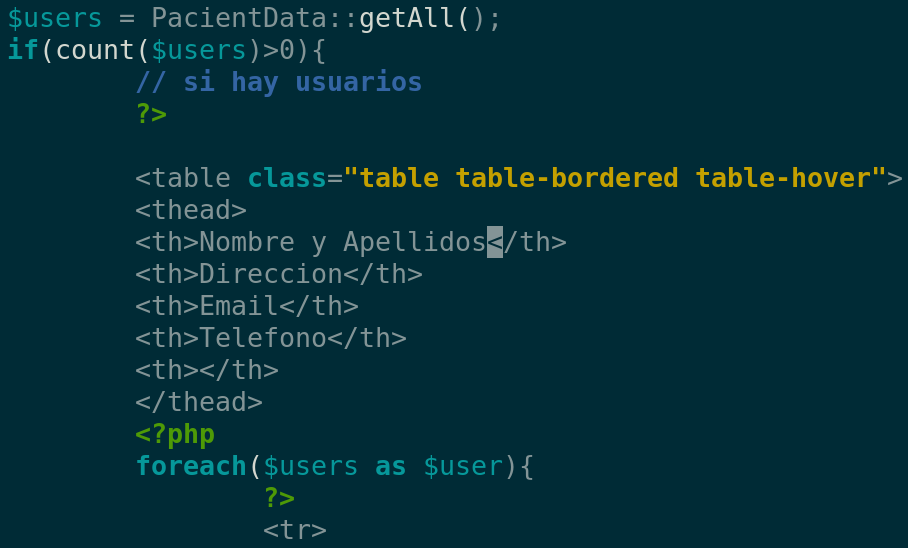 $users = PacientData::getAll();
if(count($users)>0){
// si hay usuarios
?>
<table class="table table-bordered table-hover">
<thead>
<th>Nombre y Apellidos</th>
<th>Direccion</th>
<th>Email</th>
<th>Telefono</th>
<th></th>
</thead>
<?php
foreach($users as $user){
?>
<tr>